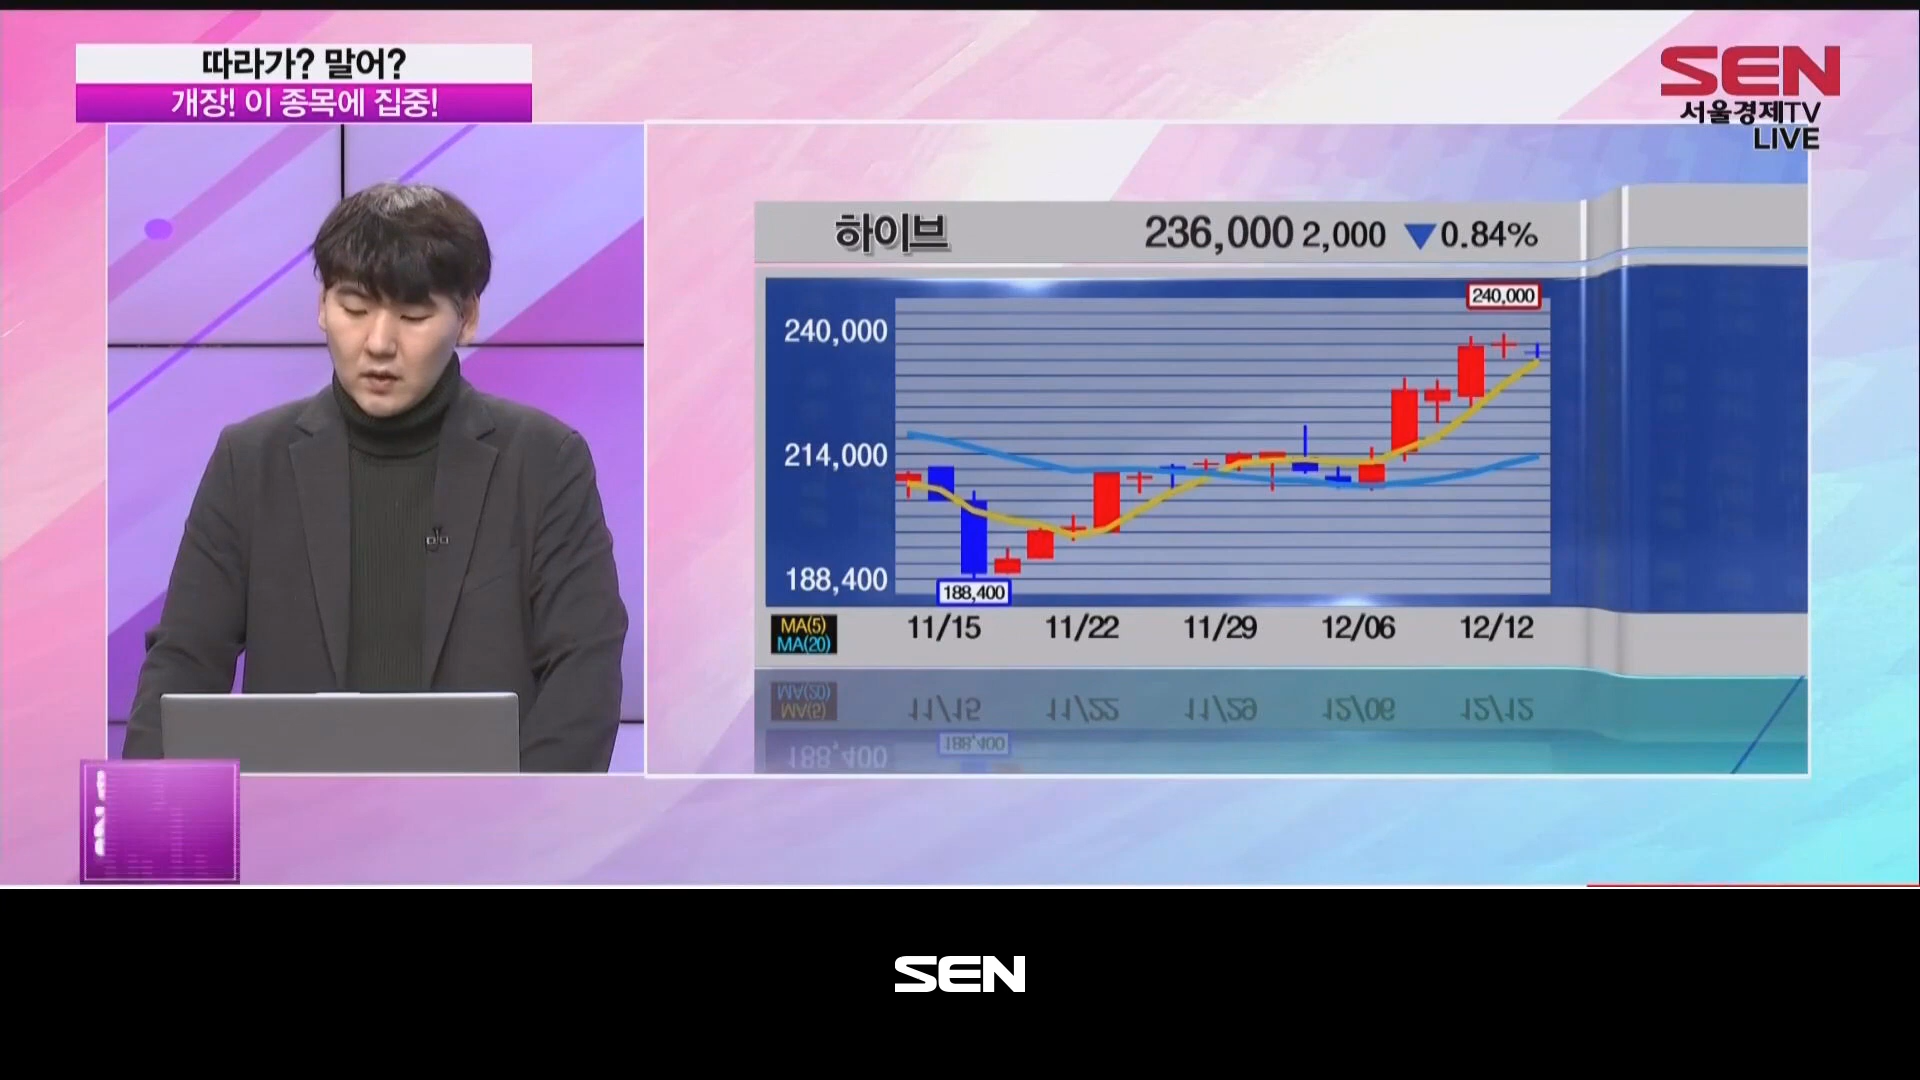 따라가? 말어?
개장! 이 종목에 집중!
SEN
서울경제TV
LIVE
하이브 236,000 2,000 ▼0.84%
240,000
240,000
214,000
188,400
188,400
MA(5)
MA(20)
11/15 11/22 11/29 12/06 12/12
SEN